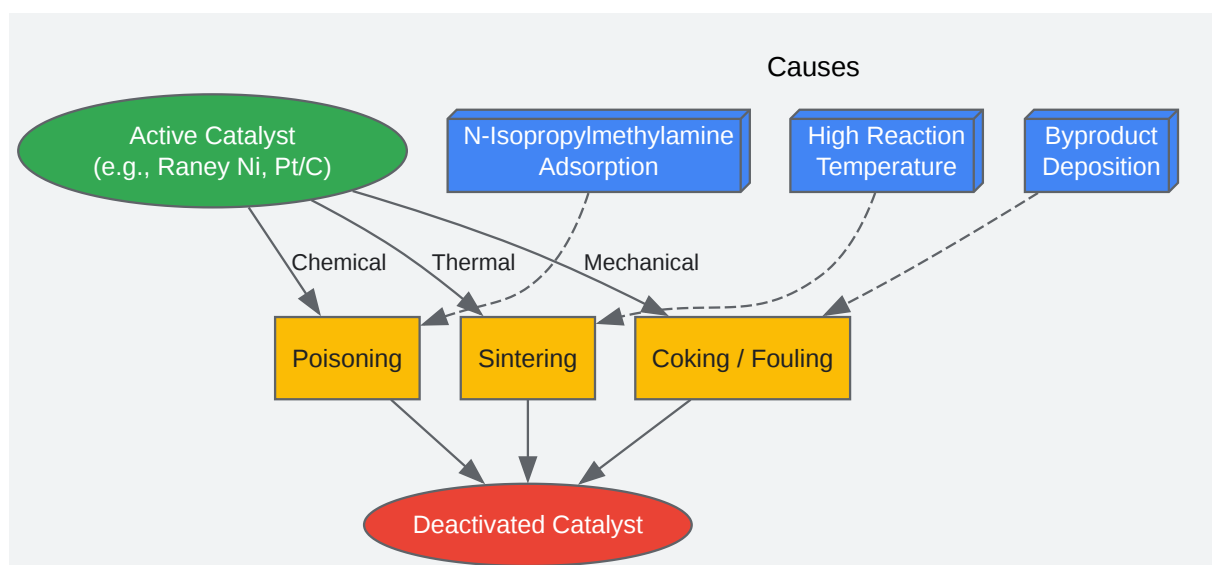 Causes
Active Catalyst
(e.g., Raney Ni, Pt/C)
N-Isopropylmethylamine
Adsorption
High Reaction
Temperature
Byproduct
Deposition
Chemical
Thermal
Mechanical
Poisoning
Sintering
Coking / Fouling
Deactivated Catalyst